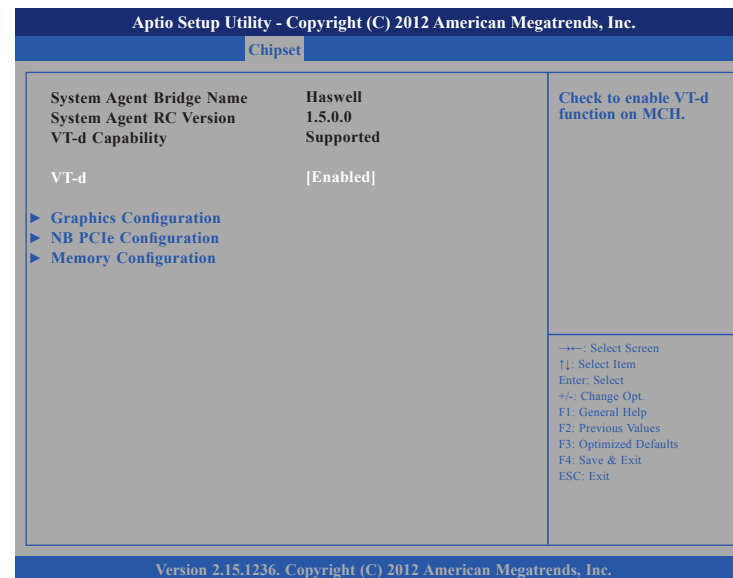 Aptio Setup Utility - Copyright (C) 2012 American Megatrends, Inc.
Chipset
System Agent Bridge Name Haswell
System Agent RC Version 1.5.0.0
VT-d Capability Supported
VT-d [Enabled]
► Graphics Configuration
► NB PCIe Configuration
► Memory Configuration
Check to enable VT-d
function on MCH.
→←: Select Screen
↑↓: Select Item
Enter: Select
+/-: Change Opt.
F1: General Help
F2: Previous Values
F3: Optimized Defaults
F4: Save & Exit
ESC: Exit
Version 2.15.1236. Copyright (C) 2012 American Megatrends, Inc.